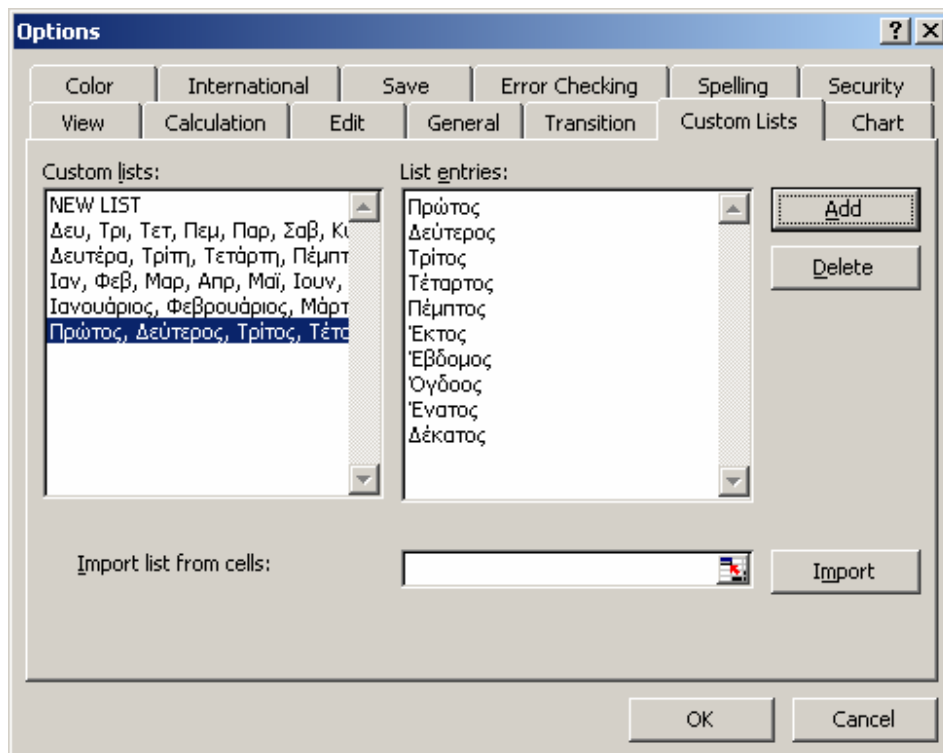 Options
Color International Save Error Checking Spelling Security
View Calculation Edit General Transition Custom Lists Chart
Custom lists:
NEW LIST
Δευ, Τρι, Τετ, Πεμ, Παρ, Σαβ, Κυ
Δευτέρα, Τρίτη, Τετάρτη, Πέμπτ
Ιαν, Φεβ, Μαρ, Απρ, Μαϊ, Ιουν,
Ιανουάριος, Φεβρουάριος, Μάρτ
Πρώτος, Δεύτερος, Τρίτος, Τέτα
List entries:
Πρώτος
Δεύτερος
Τρίτος
Τέταρτος
Πέμπτος
Έκτος
Έβδομος
Όγδοος
Ένατος
Δέκατος
Add
Delete
Import list from cells:
Import
OK Cancel